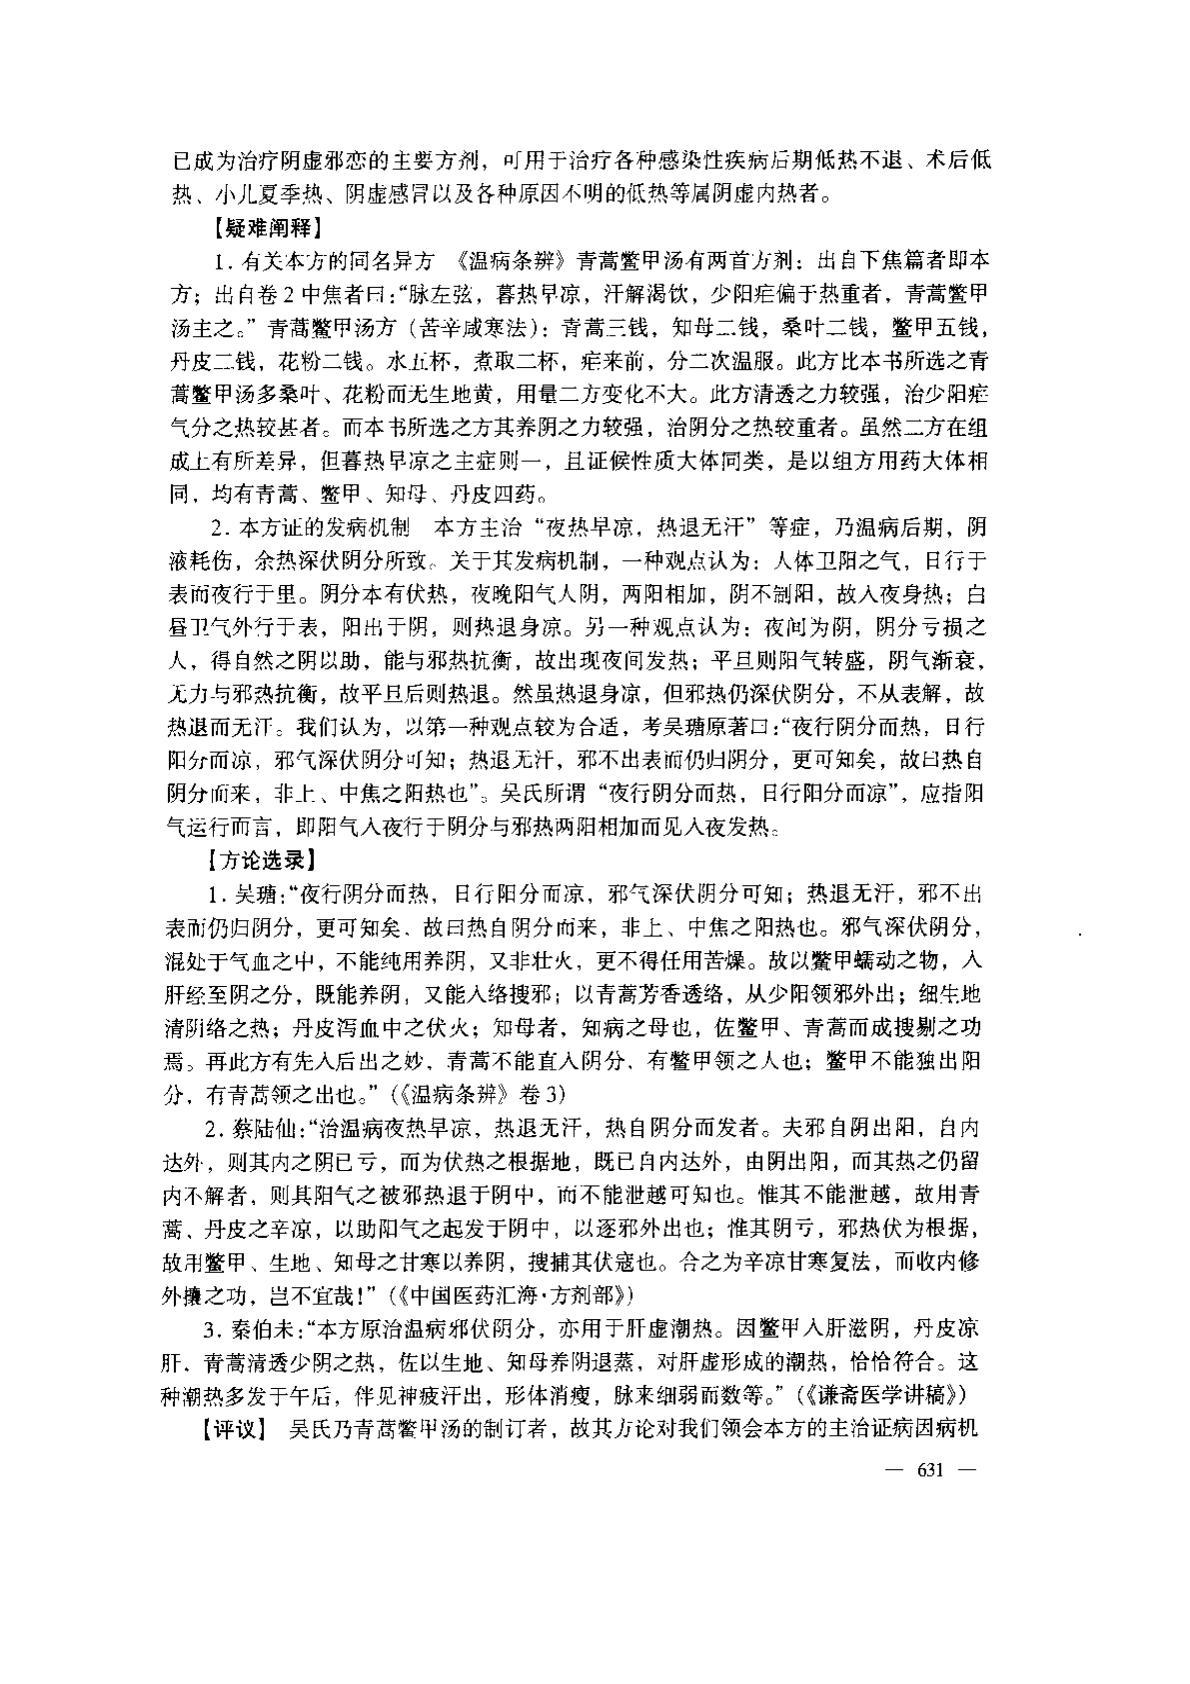 已成为治疗阴虚邪恋的主要方剂，可用于治疗各种感染性疾病后期低热不退、术后低
热、小儿夏季热、阴虚感冒以及各种原因不明的低热等属阴虚内热者。
【疑难阐释】
1. 有关本方的同名异方　《温病条辨》青蒿鳖甲汤有两首方剂：出自下焦篇者即本
方；出自卷2中焦者曰：“脉左弦，暮热早凉，汗解渴饮，少阳疟偏于热重者，青蒿鳖甲
汤主之。”青蒿鳖甲汤方（苦辛咸寒法）：青蒿三钱，知母二钱，桑叶二钱，鳖甲五钱，
丹皮二钱，花粉二钱。水五杯，煮取二杯，疟来前，分二次温服。此方比本书所选之青
蒿鳖甲汤多桑叶、花粉而无生地黄，用量二方变化不大。此方清透之力较强，治少阳疟
气分之热较甚者。而本书所选之方其养阴之力较强，治阴分之热较重者。虽然二方在组
成上有所差异，但暮热早凉之主症则一，且证候性质大体同类，是以组方用药大体相
同，均有青蒿、鳖甲、知母、丹皮四药。
2. 本方证的发病机制　本方主治“夜热早凉，热退无汗”等症，乃温病后期，阴
液耗伤，余热深伏阴分所致。关于其发病机制，一种观点认为：人体卫阳之气，日行于
表而夜行于里。阴分本有伏热，夜晚阳气入阴，两阳相加，阴不制阳，故入夜身热；白
昼卫气外行于表，阳出于阴，则热退身凉。另一种观点认为：夜间为阴，阴分亏损之
人，得自然之阴以助，能与邪热抗衡，故出现夜间发热；平旦则阳气转盛，阴气渐衰，
无力与邪热抗衡，故平旦后则热退。然虽热退身凉，但邪热仍深伏阴分，不从表解，故
热退而无汗。我们认为，以第一种观点较为合适，考吴瑭原著曰：“夜行阴分而热，日行
阳分而凉，邪气深伏阴分可知；热退无汗，邪不出表而仍归阴分，更可知矣，故曰热自
阴分而来，非上、中焦之阳热也”。吴氏所谓“夜行阴分而热，日行阳分而凉”，应指阳
气运行而言，即阳气入夜行于阴分与邪热两阳相加而见入夜发热。
【方论选录】
1. 吴瑭：“夜行阴分而热，日行阳分而凉，邪气深伏阴分可知；热退无汗，邪不出
表而仍归阴分，更可知矣，故曰热自阴分而来，非上、中焦之阳热也。邪气深伏阴分，
混处于气血之中，不能纯用养阴，又非壮火，更不得任用苦燥。故以鳖甲蠕动之物，入
肝经至阴之分，既能养阴，又能入络搜邪；以青蒿芳香透络，从少阳领邪外出；细生地
清阴络之热；丹皮泻血中之伏火；知母者，知病之母也，佐鳖甲、青蒿而成搜剔之功
焉。再此方有先入后出之妙，青蒿不能直入阴分，有鳖甲领之入也；鳖甲不能独出阳
分，有青蒿领之出也。”（《温病条辨》卷3）
2. 蔡陆仙：“治温病夜热早凉，热退无汗，热自阴分而发者。夫邪自阴出阳，自内
达外，则其内之阴已亏，而为伏热之根据地，既已自内达外，由阴出阳，而其热之仍留
内不解者，则其阳气之被邪热退于阴中，而不能泄越可知也。惟其不能泄越，故用青
蒿、丹皮之辛凉，以助阳气之起发于阴中，以逐邪外出也；惟其阴亏，邪热伏为根据，
故用鳖甲、生地、知母之甘寒以养阴，搜捕其伏寇也。合之为辛凉甘寒复法，而收内修
外攘之功，岂不宜哉！”（《中国医药汇海·方剂部》）
3. 秦伯未：“本方原治温病邪伏阴分，亦用于肝虚潮热。因鳖甲入肝滋阴，丹皮凉
肝，青蒿清透少阴之热，佐以生地、知母养阴退蒸，对肝虚形成的潮热，恰恰符合。这
种潮热多发于午后，伴见神疲汗出，形体消瘦，脉来细弱而数等。”（《谦斋医学讲稿》）
【评议】　吴氏乃青蒿鳖甲汤的制订者，故其方论对我们领会本方的主治证病因病机
— 631 —